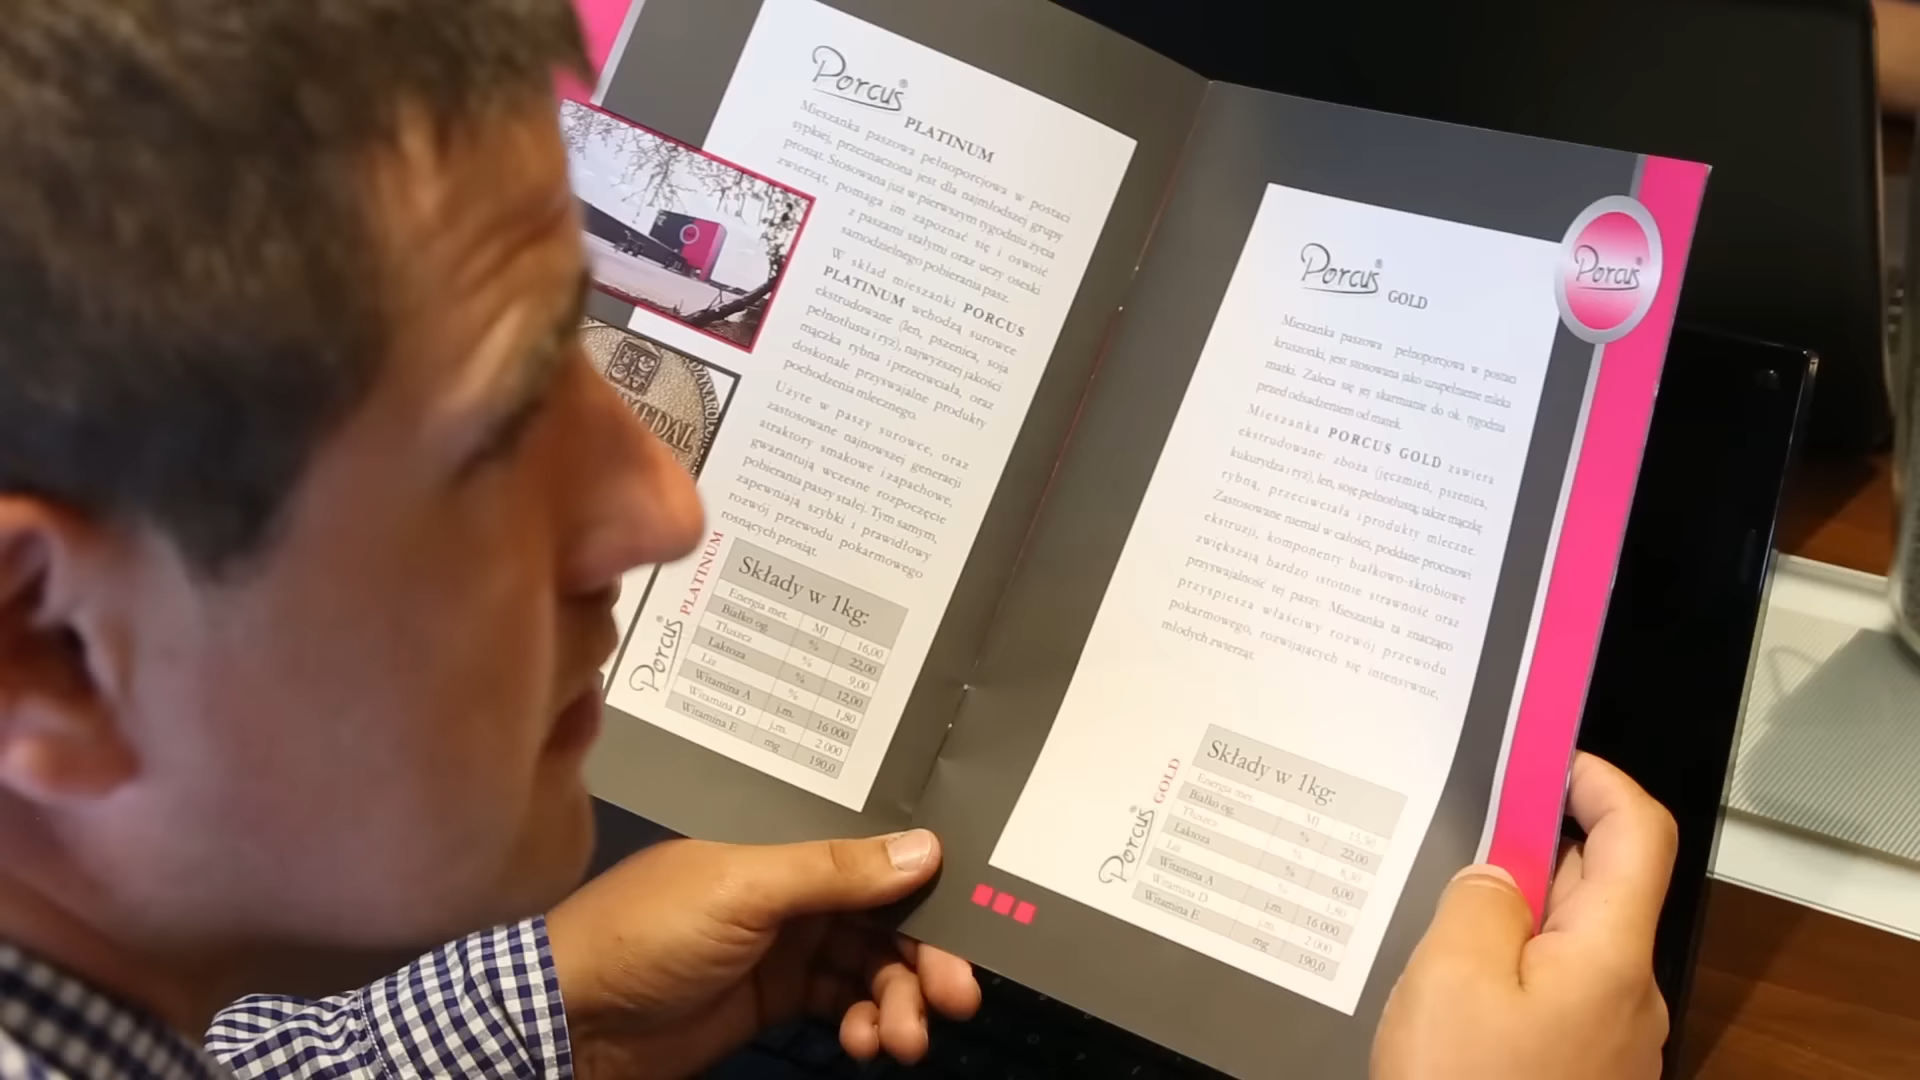 Porcus®
PLATINUM
Mieszanka paszowa pełnoporcjowa w postaci
sypkiej, przeznaczona jest dla najmłodszej grupy
prosiąt. Stosowana już w pierwszym tygodniu życia
zwierząt, pomaga im zapoznać się i oswoić
z paszami stałymi oraz uczy oseski
samodzielnego pobierania pasz.
W skład mieszanki PORCUS
PLATINUM wchodzą surowce
ekstrudowane (len, pszenica, soja
pełnotłusta i ryż), najwyższej jakości
mączka rybna i przeciwciała, oraz
doskonale przyswajalne produkty
pochodzenia mlecznego.
Użyte w paszy surowce, oraz
zastosowane najnowszej generacji
atraktory smakowe i zapachowe,
gwarantują wczesne rozpoczęcie
pobierania paszy stałej. Tym samym,
zapewniają szybki i prawidłowy
rozwój przewodu pokarmowego
rosnących prosiąt.
MEDAL
Porcus® PLATINUM
Składy w 1kg:
Energia met. MJ 16,00
Białko og. % 22,00
Tłuszcz % 9,00
Laktoza % 12,00
Liz % 1,80
Witamina A j.m. 16 000
Witamina D j.m. 2 000
Witamina E mg 190,0
Porcus® GOLD
Mieszanka paszowa pełnoporcjowa w postaci
kruszonki, jest stosowana jako uzupełnienie mleka
matki. Zaleca się jej skarmianie do ok. tygodnia
przed odsadzeniem od matek.
Mieszanka PORCUS GOLD zawiera
ekstrudowane: zboża (jęczmień, pszenica,
kukurydza i ryż), len, soję pełnotłustą, także mączkę
rybną, przeciwciała i produkty mleczne.
Zastosowane niemal w całości, poddane procesowi
ekstruzji, komponenty białkowo-skrobiowe
zwiększają bardzo istotnie strawność oraz
przyswajalność tej paszy. Mieszanka ta znacząco
przyspiesza właściwy rozwój przewodu
pokarmowego, rozwijających się intensywnie,
młodych zwierząt.
Porcus® GOLD
Składy w 1kg:
Energia met. MJ
Białko og. % 22,00
Tłuszcz % 8,30
Laktoza % 6,00
Liz % 1,80
Witamina A j.m. 16 000
Witamina D j.m. 2 000
Witamina E mg 190,0
Porcus®